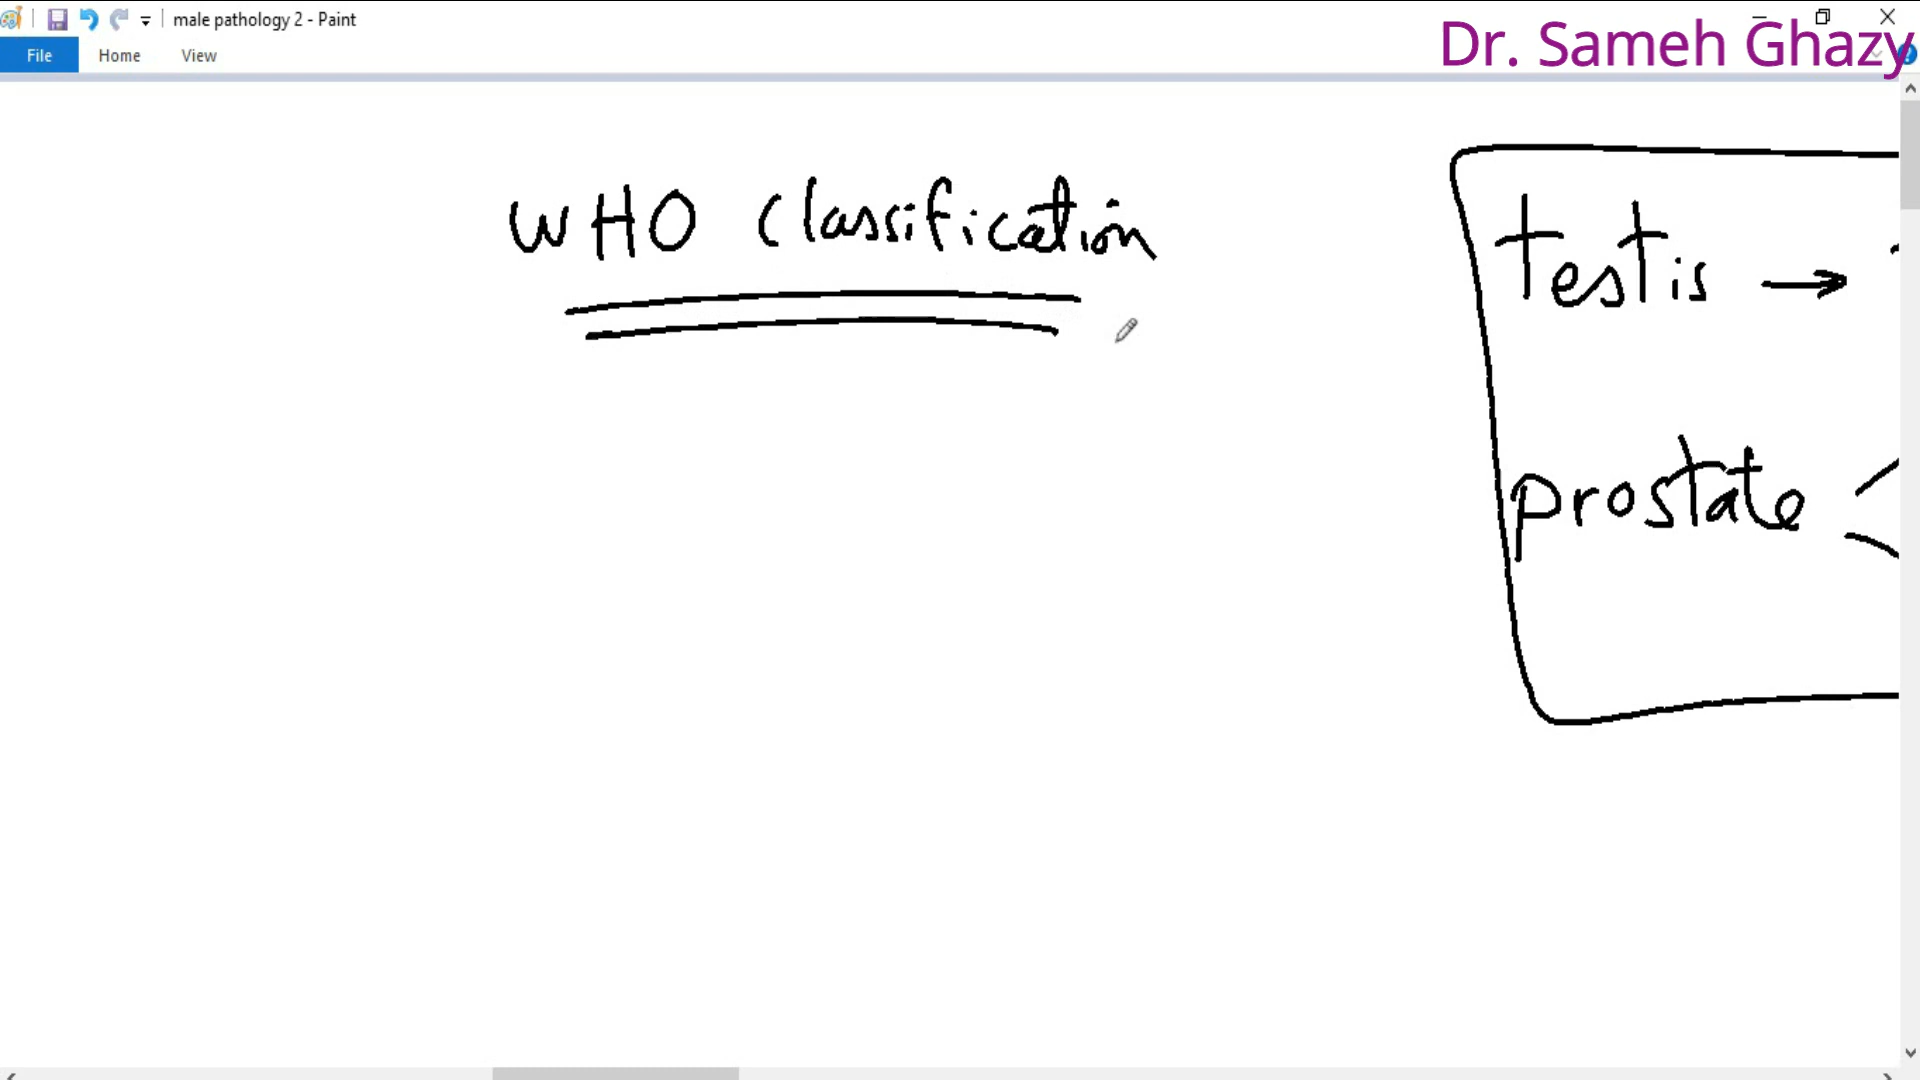 male pathology 2 - Paint
Dr. Sameh Ghazy
File Home View
WHO classification
testis →
prostate